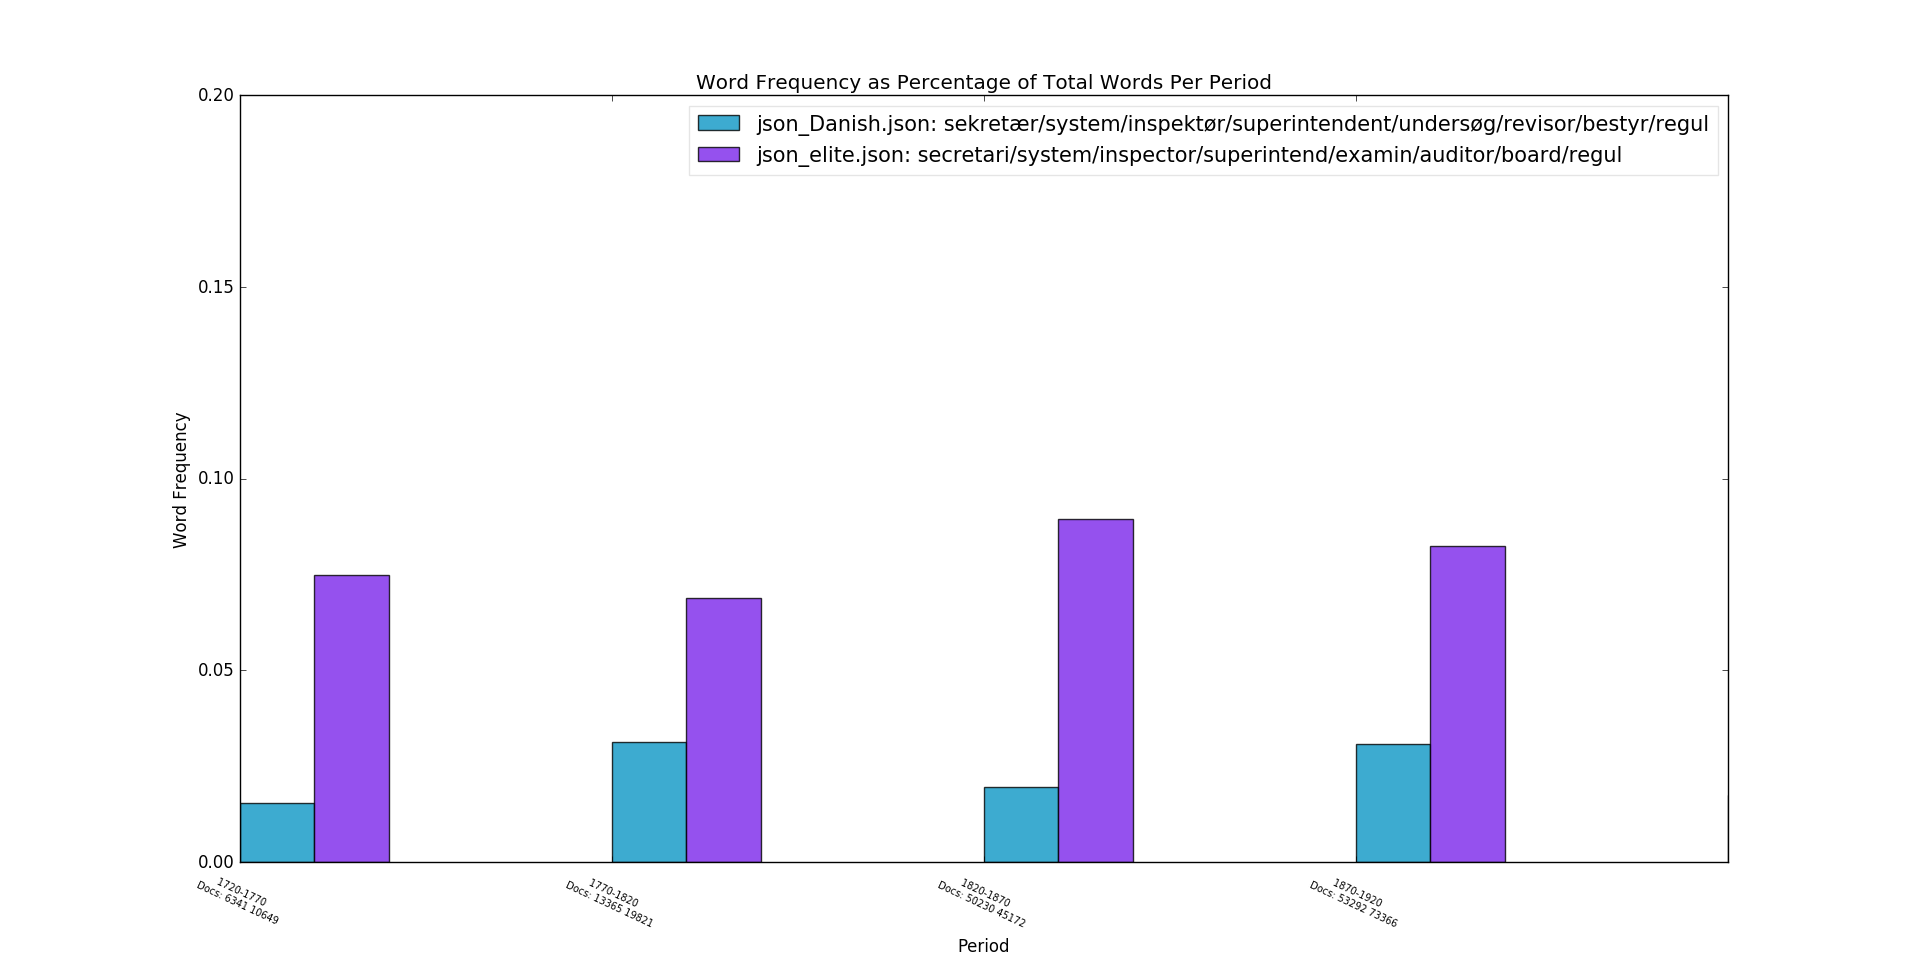 Word Frequency as Percentage of Total Words Per Period
json_Danish.json: sekretær/system/inspektør/superintendent/undersøg/revisor/bestyr/regul
json_elite.json: secretari/system/inspector/superintend/examin/auditor/board/regul
0.20
0.15
0.10
0.05
0.00
Word Frequency
1720-1770
Docs: 6341 10649
1770-1820
Docs: 13365 19821
1820-1870
Docs: 50230 45172
1870-1920
Docs: 53292 73366
Period